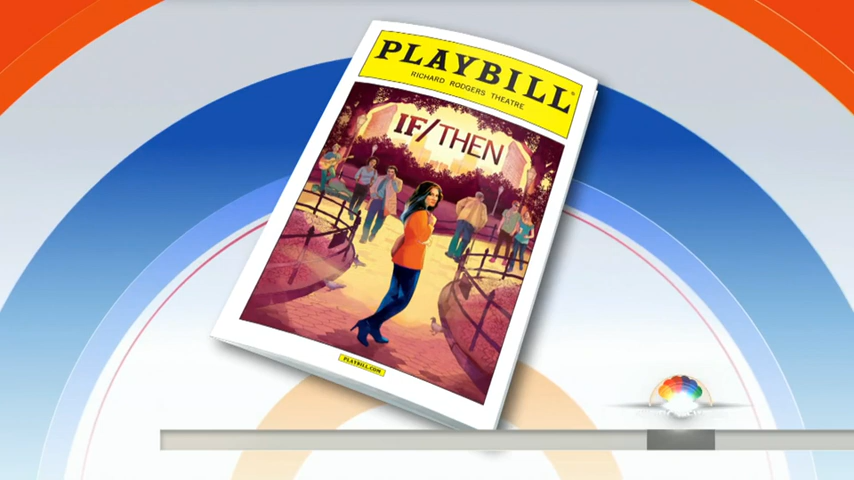 PLAYBILL®
RICHARD RODGERS THEATRE
IF/THEN
PLAYBILL.COM